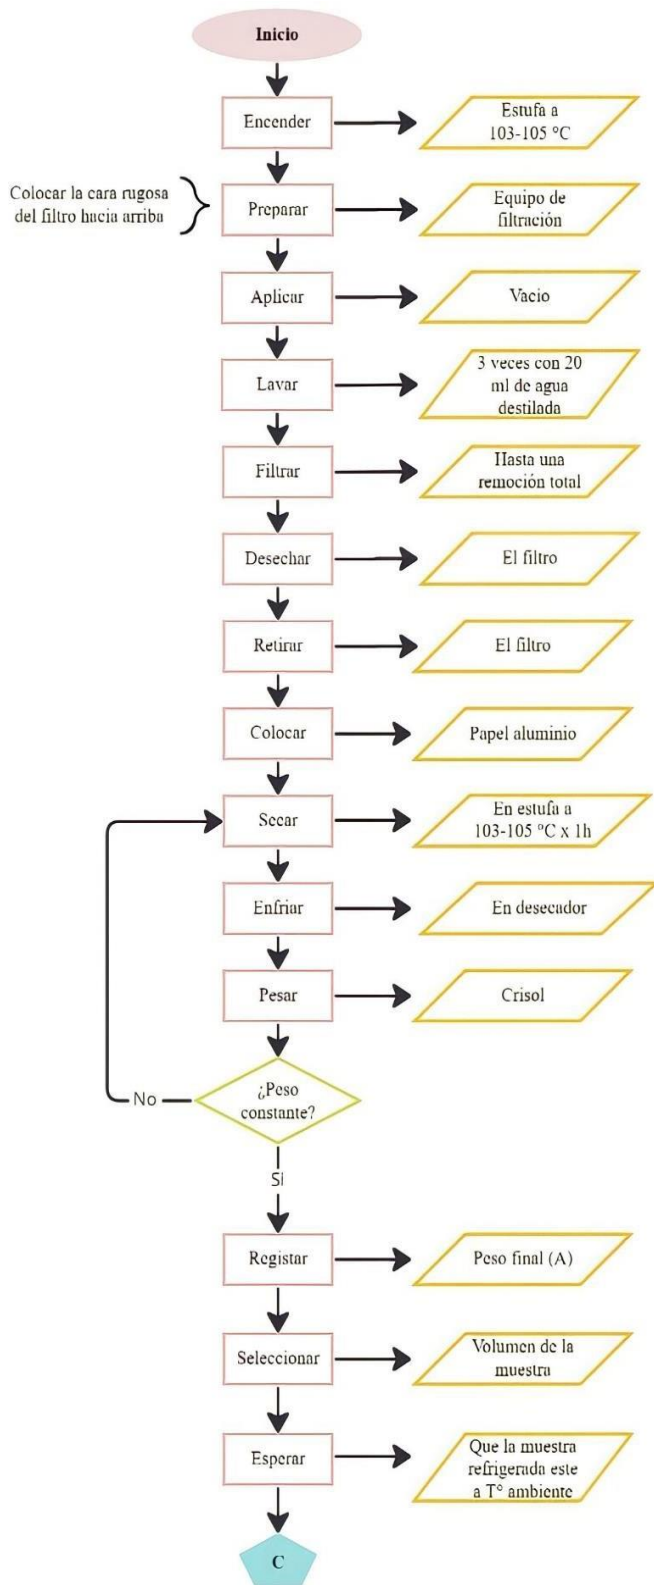 Inicio
Encender
Estufa a
103-105 °C
Colocar la cara rugosa
del filtro hacia arriba
Preparar
Equipo de
filtración
Aplicar
Vacio
Lavar
3 veces con 20
ml de agua
destilada
Filtrar
Hasta una
remoción total
Desechar
El filtro
Retirar
El filtro
Colocar
Papel aluminio
Secar
En estufa a
103-105 °C x 1h
Enfriar
En desecador
Pesar
Crisol
¿Peso
constante?
No
Si
Registar
Peso final (A)
Seleccionar
Volumen de la
muestra
Esperar
Que la muestra
refrigerada este
a T° ambiente
C